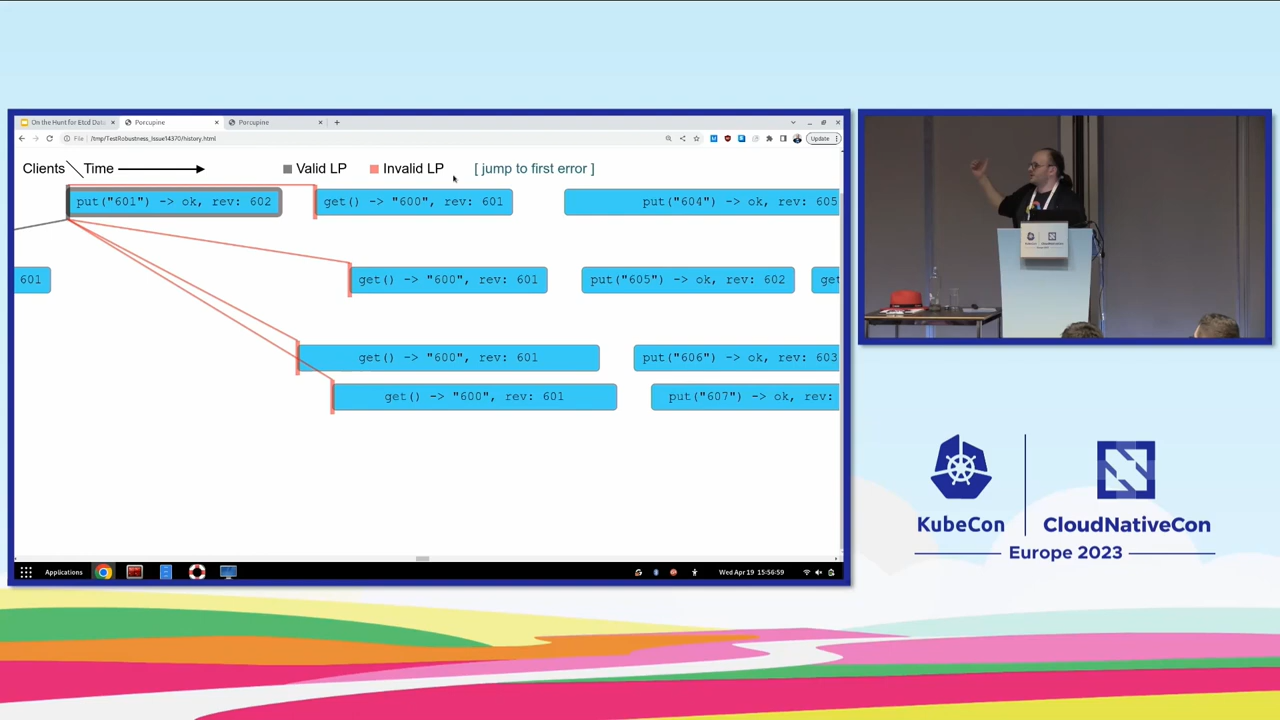 On the Hunt for Etcd Data
Porcupine
Porcupine
File /tmp/TestRobustness_Issue14370/history.html
Update
Clients Time
Valid LP
Invalid LP
[ jump to first error ]
put("601") -> ok, rev: 602
get() -> "600", rev: 601
put("604") -> ok, rev: 605
601
get() -> "600", rev: 601
put("605") -> ok, rev: 602
get
get() -> "600", rev: 601
put("606") -> ok, rev: 603
get() -> "600", rev: 601
put("607") -> ok, rev:
Applications
Wed Apr 19 15:56:59
KubeCon
CloudNativeCon
Europe 2023